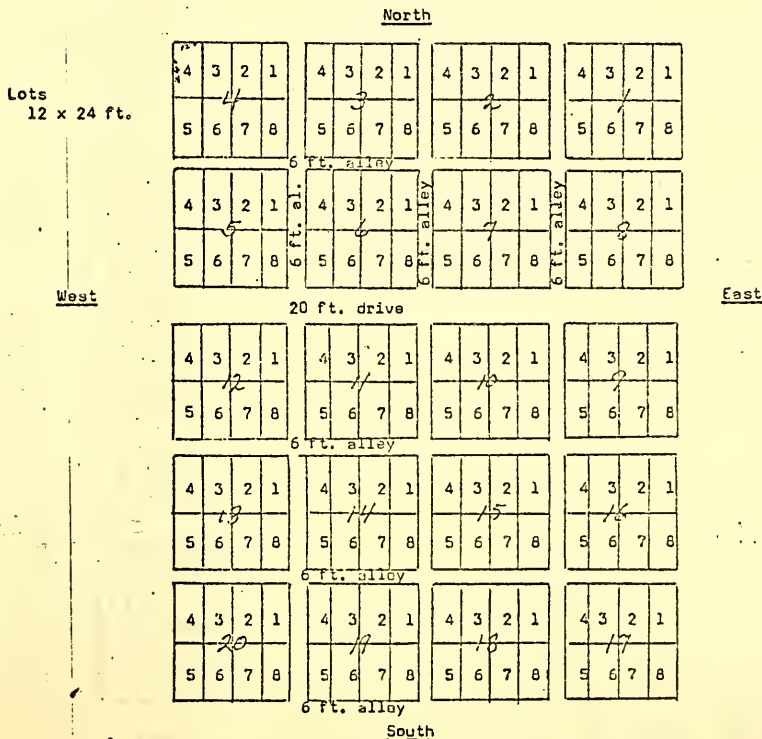 North
Lots
12 x 24 ft.
12'
24'
4 3 2 1 4 3 2 1 4 3 2 1 4 3 2 1
4 3 2 1
5 6 7 8 5 6 7 8 5 6 7 8 5 6 7 8
6 ft. alley
4 3 2 1 4 3 2 1 4 3 2 1 4 3 2 1
5 6 7 8
5 6 7 8 5 6 7 8 5 6 7 8 5 6 7 8
6 ft. al.
6 ft. alley
6 ft. alley
West
East
20 ft. drive
4 3 2 1 4 3 2 1 4 3 2 1 4 3 2 1
12 11 10 9
5 6 7 8 5 6 7 8 5 6 7 8 5 6 7 8
6 ft. alley
4 3 2 1 4 3 2 1 4 3 2 1 4 3 2 1
13 14 15 16
5 6 7 8 5 6 7 8 5 6 7 8 5 6 7 8
6 ft. alley
4 3 2 1 4 3 2 1 4 3 2 1 4 3 2 1
20 19 18 17
5 6 7 8 5 6 7 8 5 6 7 8 5 6 7 8
6 ft. alley
South